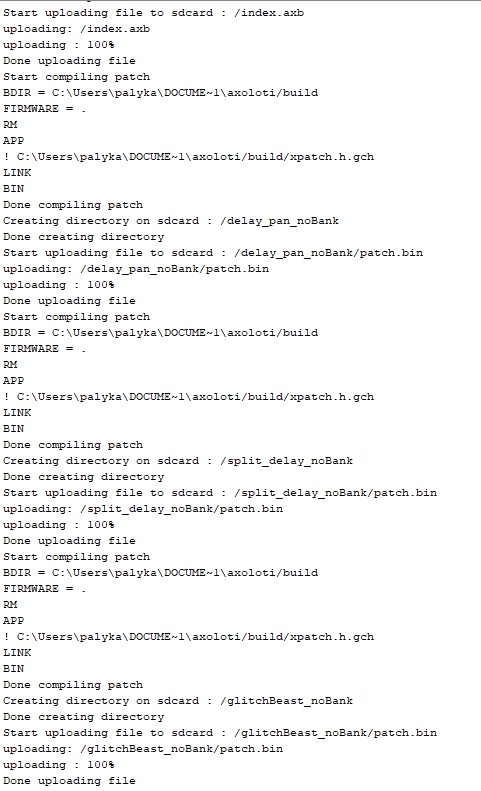 Start uploading file to sdcard : /index.axb
uploading: /index.axb
uploading : 100%
Done uploading file
Start compiling patch
BDIR = C:\Users\palyka\DOCUME~1\axoloti/build
FIRMWARE = .
RM
APP
! C:\Users\palyka\DOCUME~1\axoloti/build/xpatch.h.gch
LINK
BIN
Done compiling patch
Creating directory on sdcard : /delay_pan_noBank
Done creating directory
Start uploading file to sdcard : /delay_pan_noBank/patch.bin
uploading: /delay_pan_noBank/patch.bin
uploading : 100%
Done uploading file
Start compiling patch
BDIR = C:\Users\palyka\DOCUME~1\axoloti/build
FIRMWARE = .
RM
APP
! C:\Users\palyka\DOCUME~1\axoloti/build/xpatch.h.gch
LINK
BIN
Done compiling patch
Creating directory on sdcard : /split_delay_noBank
Done creating directory
Start uploading file to sdcard : /split_delay_noBank/patch.bin
uploading: /split_delay_noBank/patch.bin
uploading : 100%
Done uploading file
Start compiling patch
BDIR = C:\Users\palyka\DOCUME~1\axoloti/build
FIRMWARE = .
RM
APP
! C:\Users\palyka\DOCUME~1\axoloti/build/xpatch.h.gch
LINK
BIN
Done compiling patch
Creating directory on sdcard : /glitchBeast_noBank
Done creating directory
Start uploading file to sdcard : /glitchBeast_noBank/patch.bin
uploading: /glitchBeast_noBank/patch.bin
uploading : 100%
Done uploading file